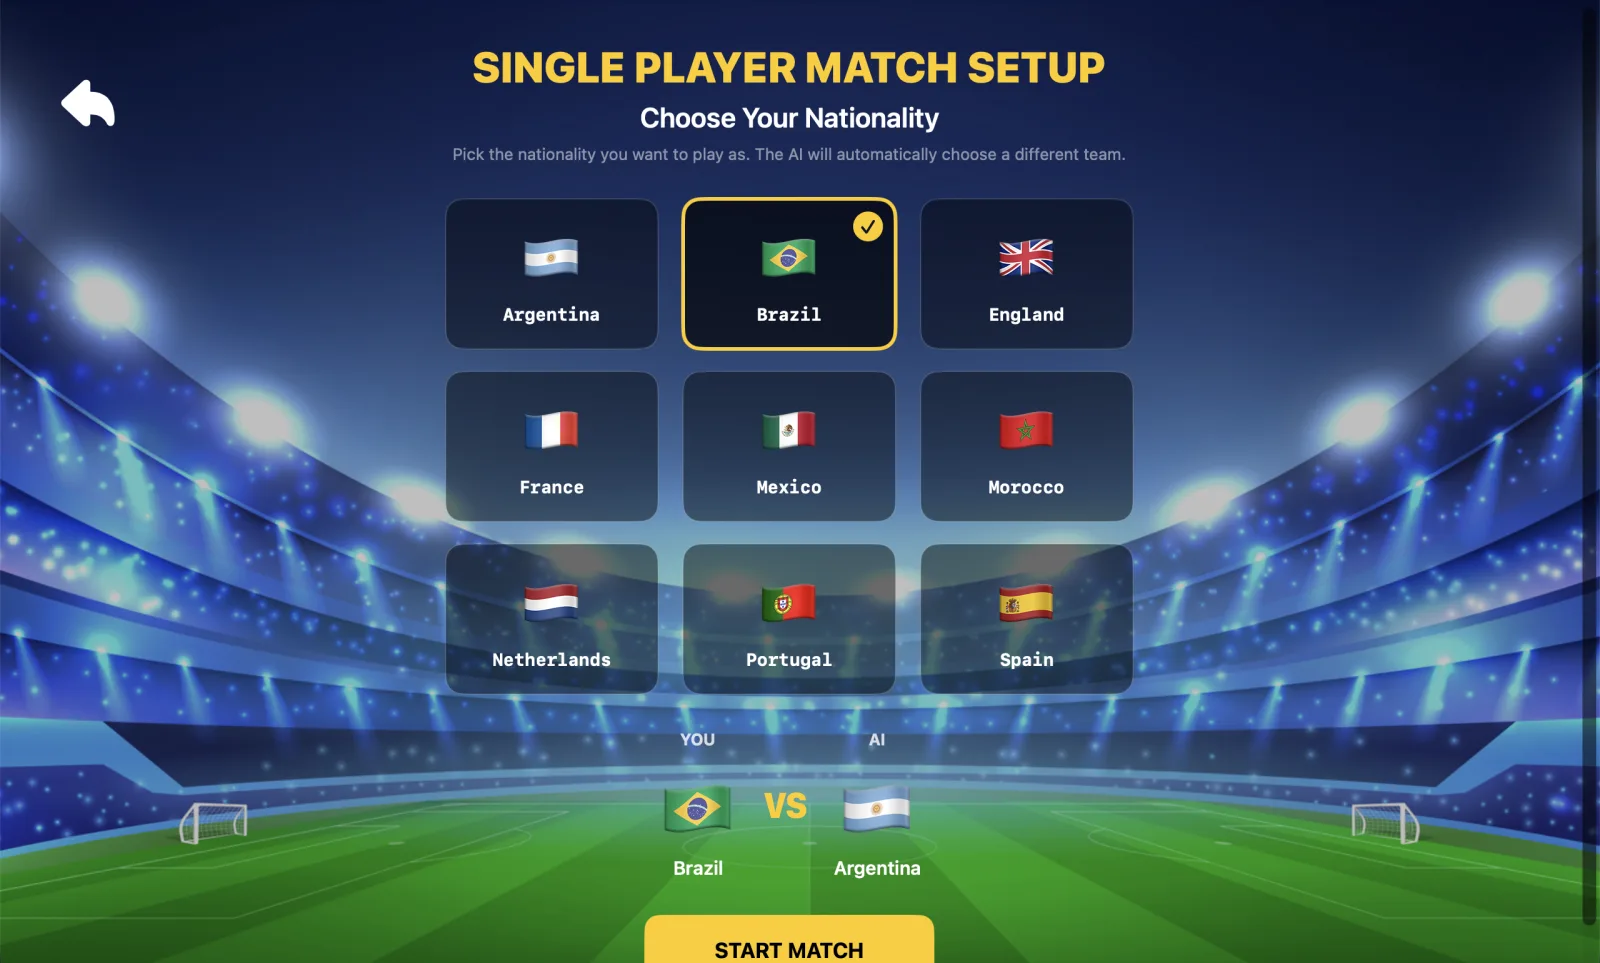 SINGLE PLAYER MATCH SETUP
Choose Your Nationality
Pick the nationality you want to play as. The AI will automatically choose a different team.
Argentina
Brazil
England
France
Mexico
Morocco
Netherlands
Portugal
Spain
YOU
AI
VS
Brazil
Argentina
START MATCH